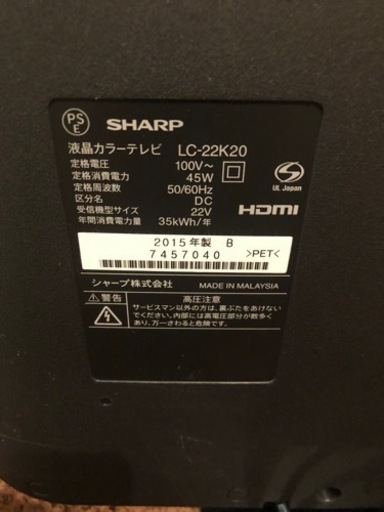 PS
E
SHARP
液晶カラーテレビ LC-22K20
定格電圧 100V～
定格消費電力 45W
定格周波数 50/60Hz
区分名 DC
受信機型サイズ 22V
年間消費電力量 35kWh/年
S
UL Japan
HDMI
2015年製 B
7457040
>PET<
シャープ株式会社 MADE IN MALAYSIA
⚠警告 高圧注意
サービスマン以外の方は、裏ぶたをあけない
でください。内部には高電圧部分が数多く
あり、万一さわると危険です。